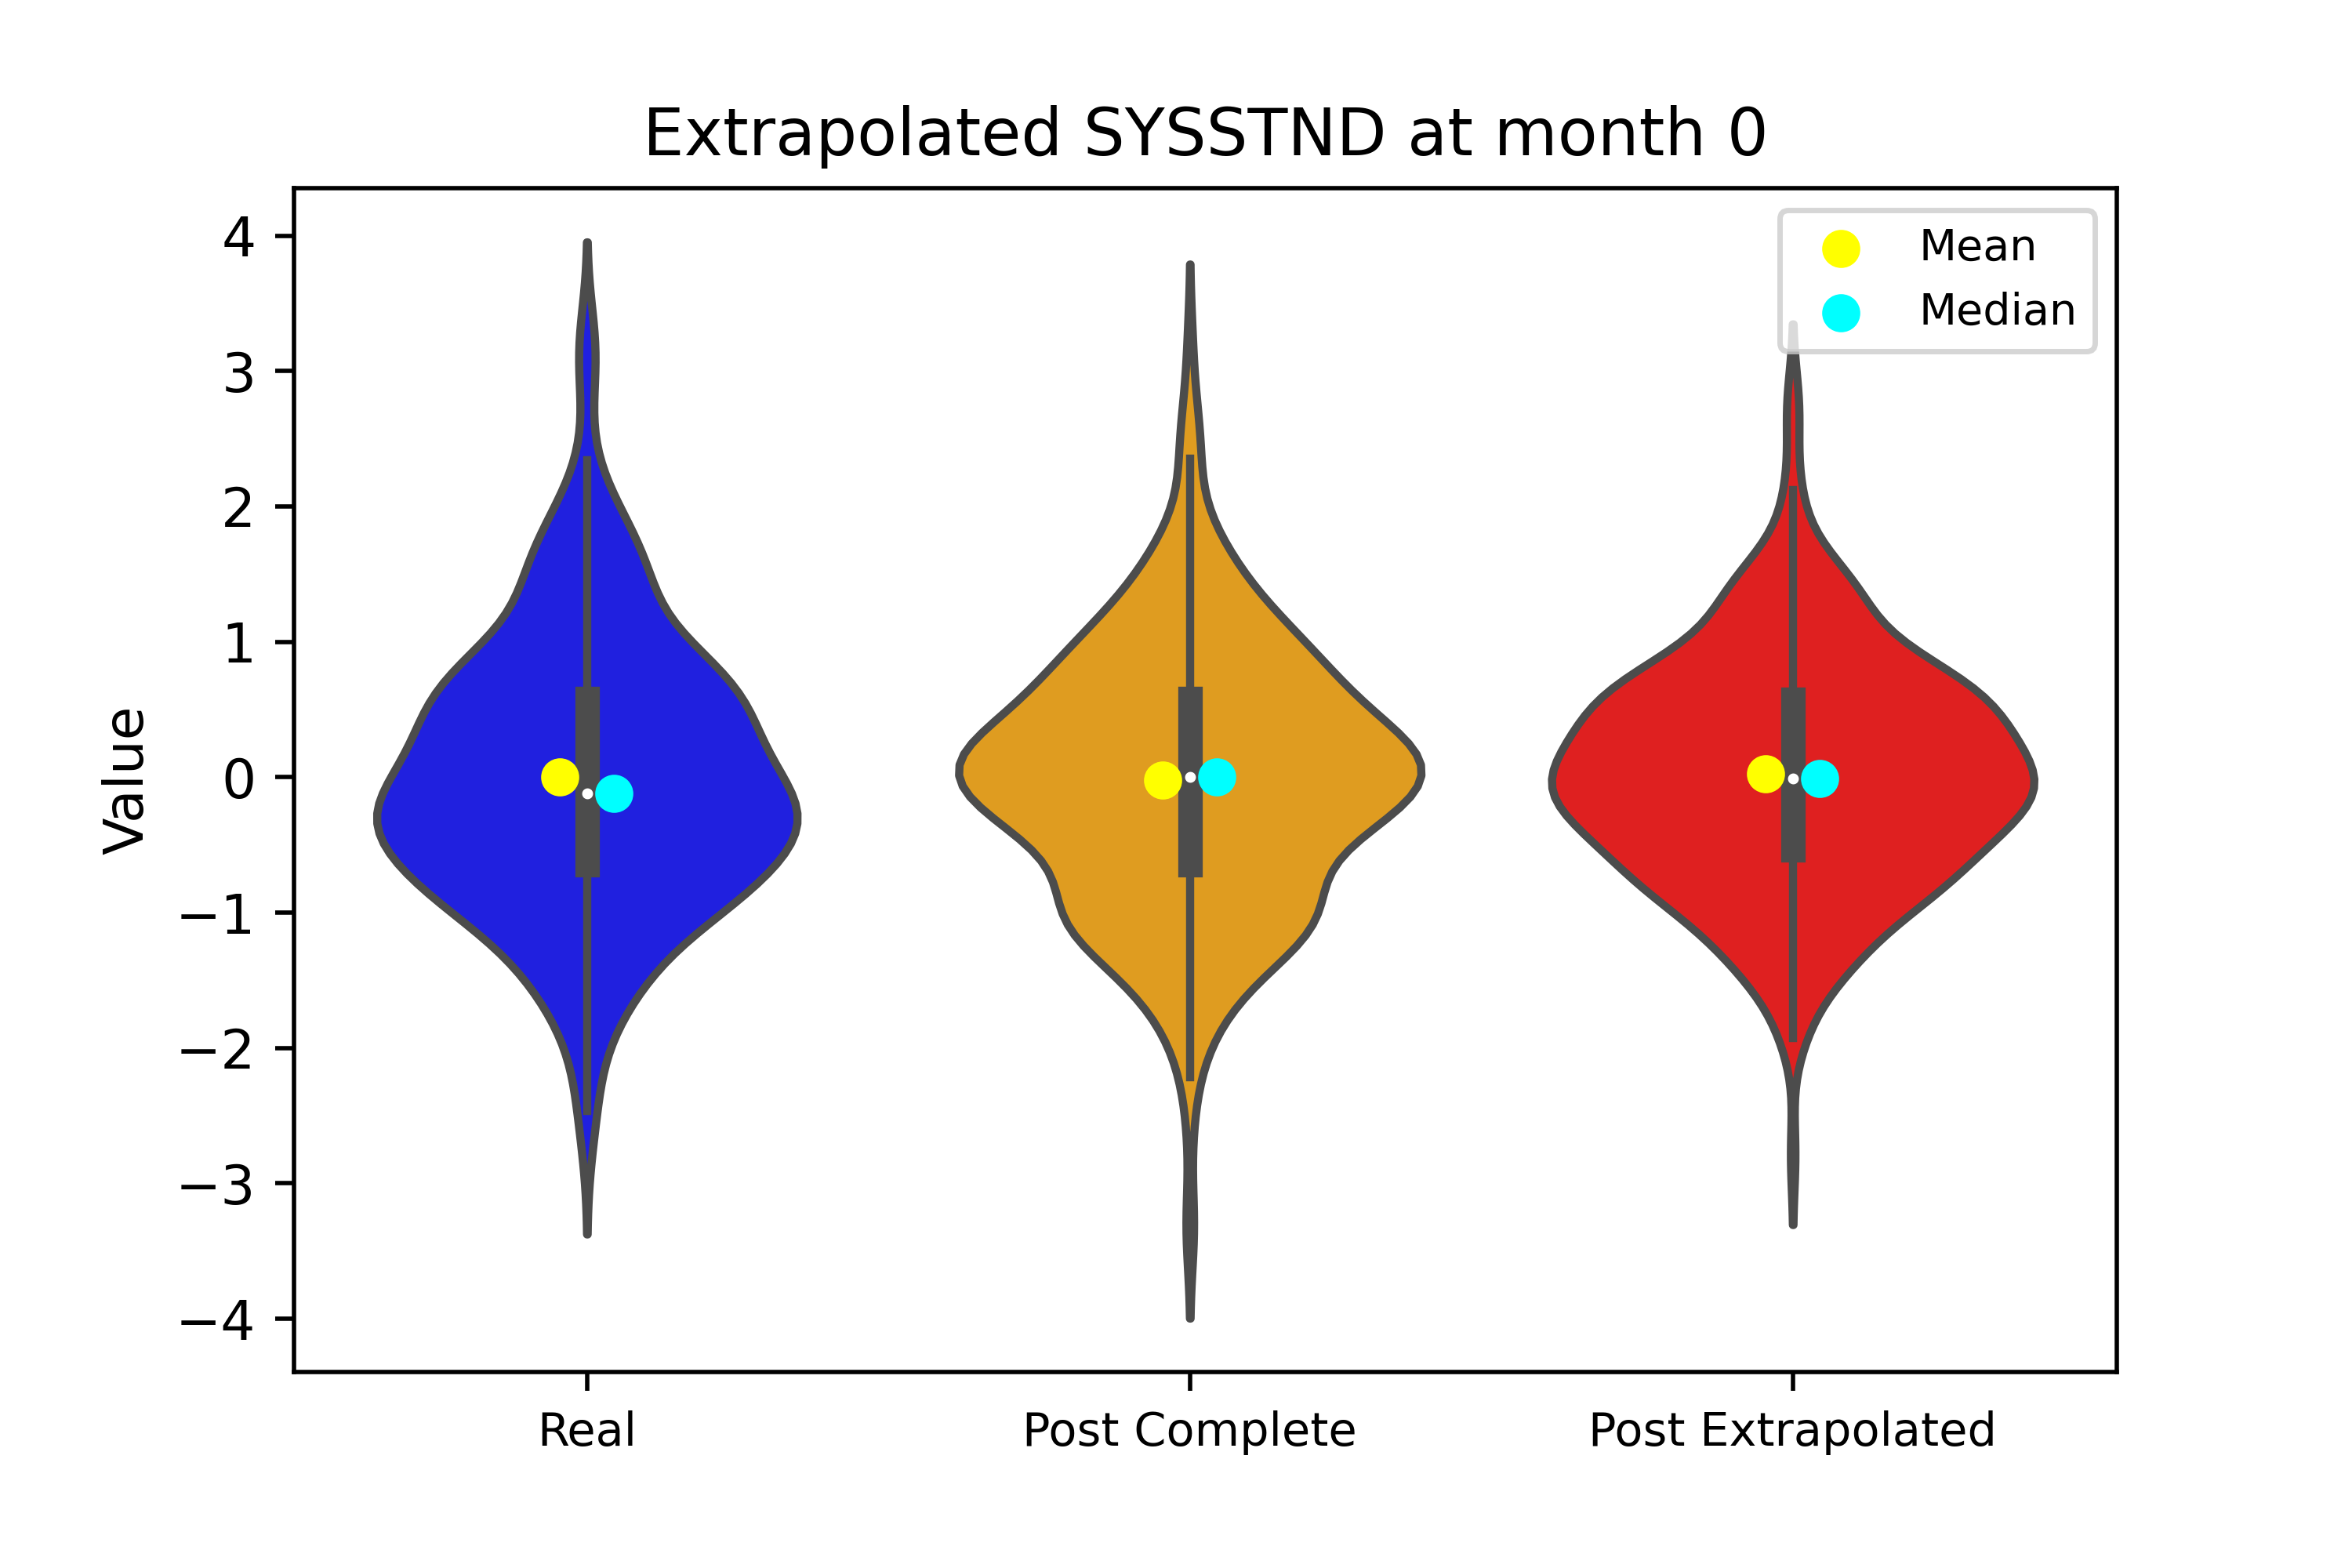 Extrapolated SYSSTND at month 0
Mean
Median
Value
4
3
2
1
0
−1
−2
−3
−4
Real
Post Complete
Post Extrapolated